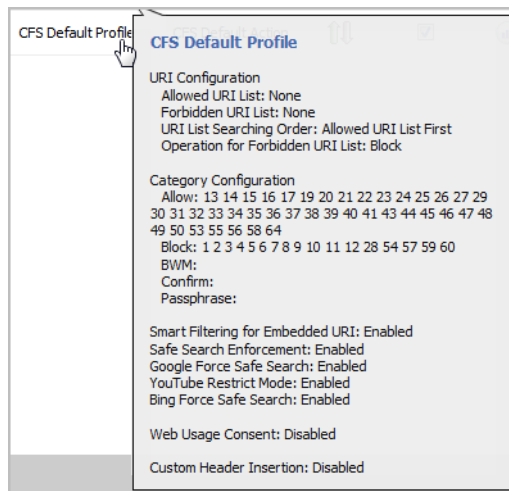 CFS Default Profile
CFS Default Profile
URI Configuration
Allowed URI List: None
Forbidden URI List: None
URI List Searching Order: Allowed URI List First
Operation for Forbidden URI List: Block
Category Configuration
Allow: 13 14 15 16 17 19 20 21 22 23 24 25 26 27 29
30 31 32 33 34 35 36 37 38 39 40 41 43 44 45 46 47 48
49 50 53 55 56 58 64
Block: 1 2 3 4 5 6 7 8 9 10 11 12 28 54 57 59 60
BWM:
Confirm:
Passphrase:
Smart Filtering for Embedded URI: Enabled
Safe Search Enforcement: Enabled
Google Force Safe Search: Enabled
YouTube Restrict Mode: Enabled
Bing Force Safe Search: Enabled
Web Usage Consent: Disabled
Custom Header Insertion: Disabled